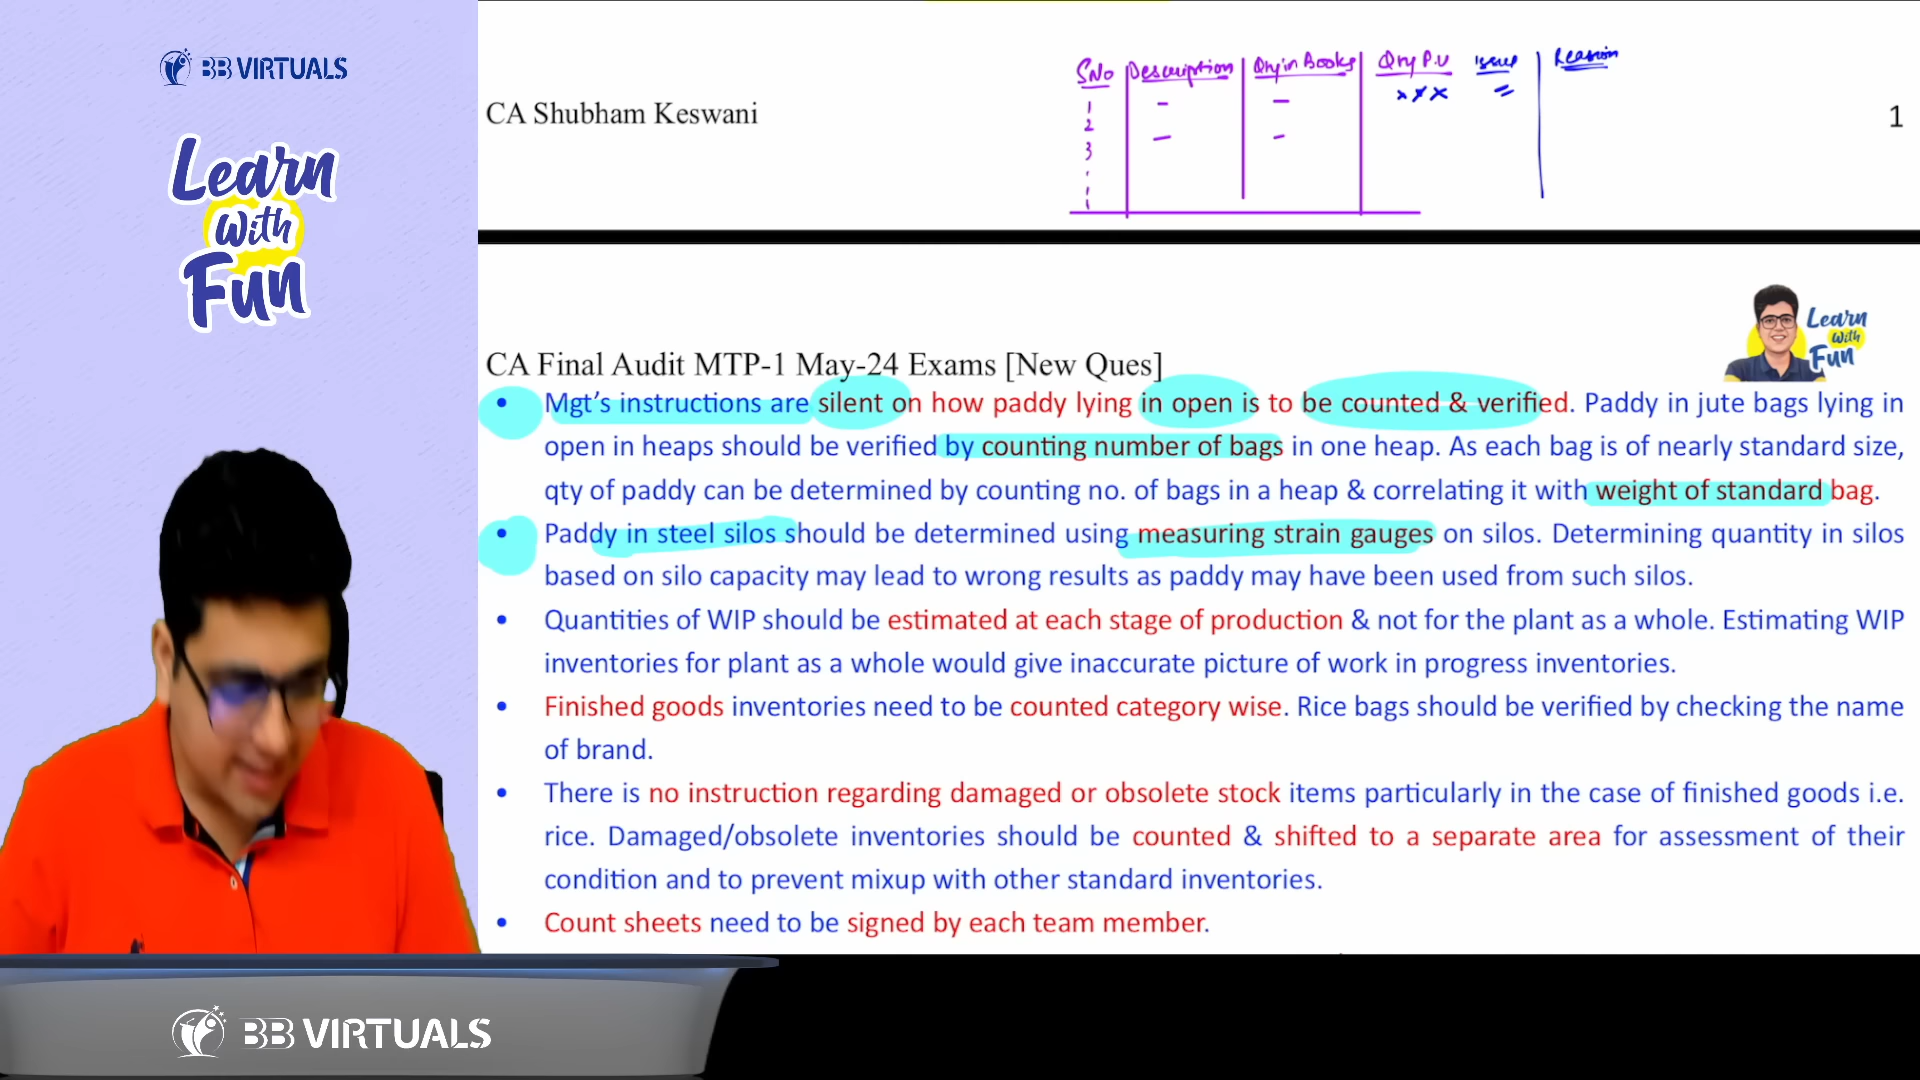 BB VIRTUALS
Learn
With
Fun
CA Shubham Keswani
SNo Description Qty in Books Qty P.V Issue Reason
1 - - xxx =
2
3 - -
1
Learn
With
Fun
CA Final Audit MTP-1 May-24 Exams [New Ques]
• Mgt's instructions are silent on how paddy lying in open is to be counted & verified. Paddy in jute bags lying in
open in heaps should be verified by counting number of bags in one heap. As each bag is of nearly standard size,
qty of paddy can be determined by counting no. of bags in a heap & correlating it with weight of standard bag.
• Paddy in steel silos should be determined using measuring strain gauges on silos. Determining quantity in silos
based on silo capacity may lead to wrong results as paddy may have been used from such silos.
• Quantities of WIP should be estimated at each stage of production & not for the plant as a whole. Estimating WIP
inventories for plant as a whole would give inaccurate picture of work in progress inventories.
• Finished goods inventories need to be counted category wise. Rice bags should be verified by checking the name
of brand.
• There is no instruction regarding damaged or obsolete stock items particularly in the case of finished goods i.e.
rice. Damaged/obsolete inventories should be counted & shifted to a separate area for assessment of their
condition and to prevent mixup with other standard inventories.
• Count sheets need to be signed by each team member.
BB VIRTUALS